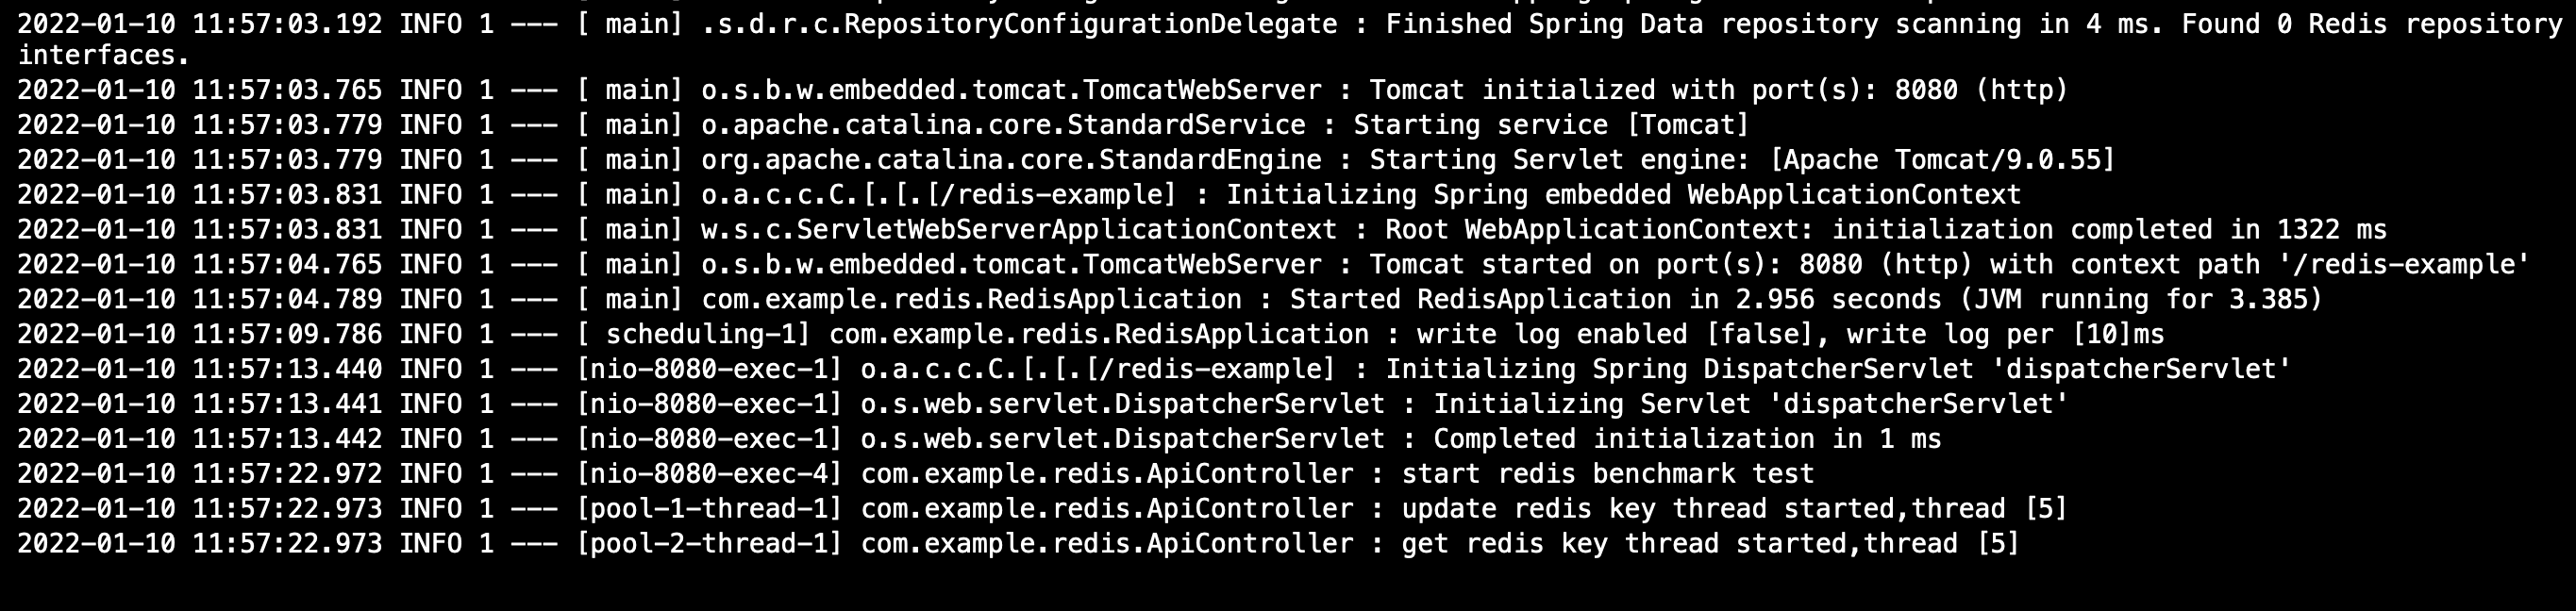 2022-01-10 11:57:03.192 INFO 1 --- [ main] .s.d.r.c.RepositoryConfigurationDelegate : Finished Spring Data repository scanning in 4 ms. Found 0 Redis repository
interfaces.
2022-01-10 11:57:03.765 INFO 1 --- [ main] o.s.b.w.embedded.tomcat.TomcatWebServer : Tomcat initialized with port(s): 8080 (http)
2022-01-10 11:57:03.779 INFO 1 --- [ main] o.apache.catalina.core.StandardService : Starting service [Tomcat]
2022-01-10 11:57:03.779 INFO 1 --- [ main] org.apache.catalina.core.StandardEngine : Starting Servlet engine: [Apache Tomcat/9.0.55]
2022-01-10 11:57:03.831 INFO 1 --- [ main] o.a.c.c.C.[.[.[/redis-example] : Initializing Spring embedded WebApplicationContext
2022-01-10 11:57:03.831 INFO 1 --- [ main] w.s.c.ServletWebServerApplicationContext : Root WebApplicationContext: initialization completed in 1322 ms
2022-01-10 11:57:04.765 INFO 1 --- [ main] o.s.b.w.embedded.tomcat.TomcatWebServer : Tomcat started on port(s): 8080 (http) with context path '/redis-example'
2022-01-10 11:57:04.789 INFO 1 --- [ main] com.example.redis.RedisApplication : Started RedisApplication in 2.956 seconds (JVM running for 3.385)
2022-01-10 11:57:09.786 INFO 1 --- [ scheduling-1] com.example.redis.RedisApplication : write log enabled [false], write log per [10]ms
2022-01-10 11:57:13.440 INFO 1 --- [nio-8080-exec-1] o.a.c.c.C.[.[.[/redis-example] : Initializing Spring DispatcherServlet 'dispatcherServlet'
2022-01-10 11:57:13.441 INFO 1 --- [nio-8080-exec-1] o.s.web.servlet.DispatcherServlet : Initializing Servlet 'dispatcherServlet'
2022-01-10 11:57:13.442 INFO 1 --- [nio-8080-exec-1] o.s.web.servlet.DispatcherServlet : Completed initialization in 1 ms
2022-01-10 11:57:22.972 INFO 1 --- [nio-8080-exec-4] com.example.redis.ApiController : start redis benchmark test
2022-01-10 11:57:22.973 INFO 1 --- [pool-1-thread-1] com.example.redis.ApiController : update redis key thread started,thread [5]
2022-01-10 11:57:22.973 INFO 1 --- [pool-2-thread-1] com.example.redis.ApiController : get redis key thread started,thread [5]